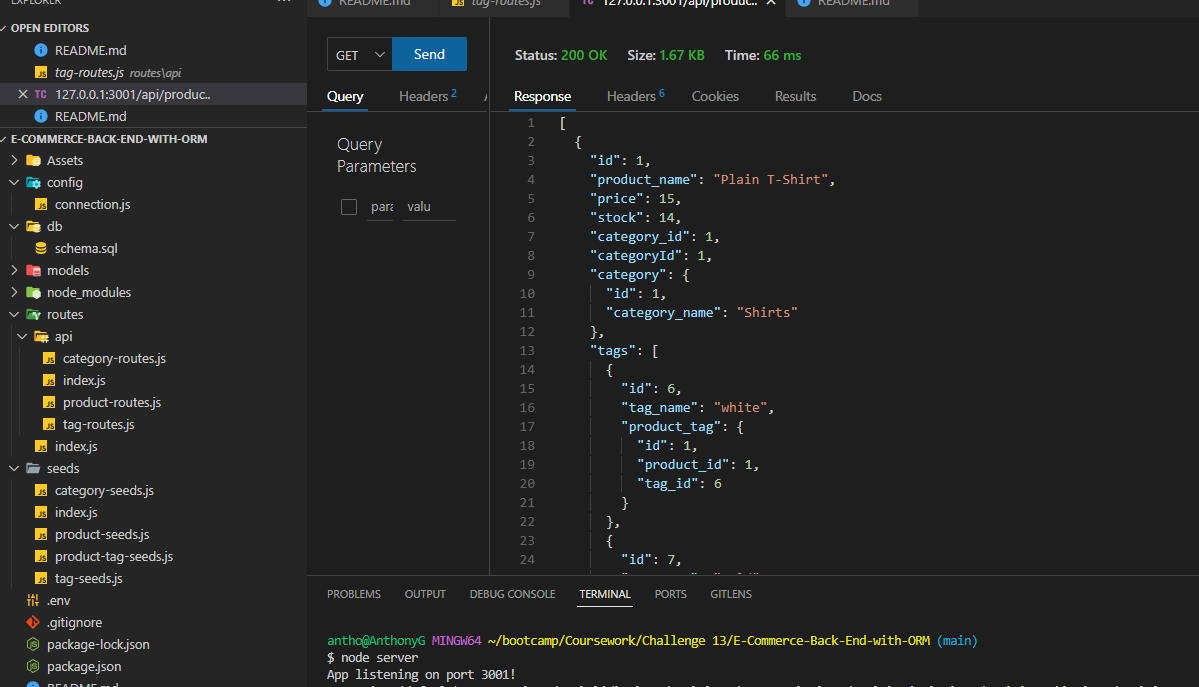 EXPLORER
OPEN EDITORS
README.md
tag-routes.js routes\api
TC 127.0.0.1:3001/api/produc..
README.md
E-COMMERCE-BACK-END-WITH-ORM
Assets
config
connection.js
db
schema.sql
models
node_modules
routes
api
category-routes.js
index.js
product-routes.js
tag-routes.js
index.js
seeds
category-seeds.js
index.js
product-seeds.js
product-tag-seeds.js
tag-seeds.js
.env
.gitignore
package-lock.json
package.json
README.md
README.md
tag-routes.js
TC 127.0.0.1:3001/api/produc..
README.md
GET Send
Query Headers 2
Query
Parameters
para valu
Status: 200 OK Size: 1.67 KB Time: 66 ms
Response Headers 6 Cookies Results Docs
1 [
2 {
3 "id": 1,
4 "product_name": "Plain T-Shirt",
5 "price": 15,
6 "stock": 14,
7 "category_id": 1,
8 "categoryId": 1,
9 "category": {
10 "id": 1,
11 "category_name": "Shirts"
12 },
13 "tags": [
14 {
15 "id": 6,
16 "tag_name": "white",
17 "product_tag": {
18 "id": 1,
19 "product_id": 1,
20 "tag_id": 6
21 }
22 },
23 {
24 "id": 7,
PROBLEMS OUTPUT DEBUG CONSOLE TERMINAL PORTS GITLENS
antho@AnthonyG MINGW64 ~/bootcamp/Coursework/Challenge 13/E-Commerce-Back-End-with-ORM (main)
$ node server
App listening on port 3001!